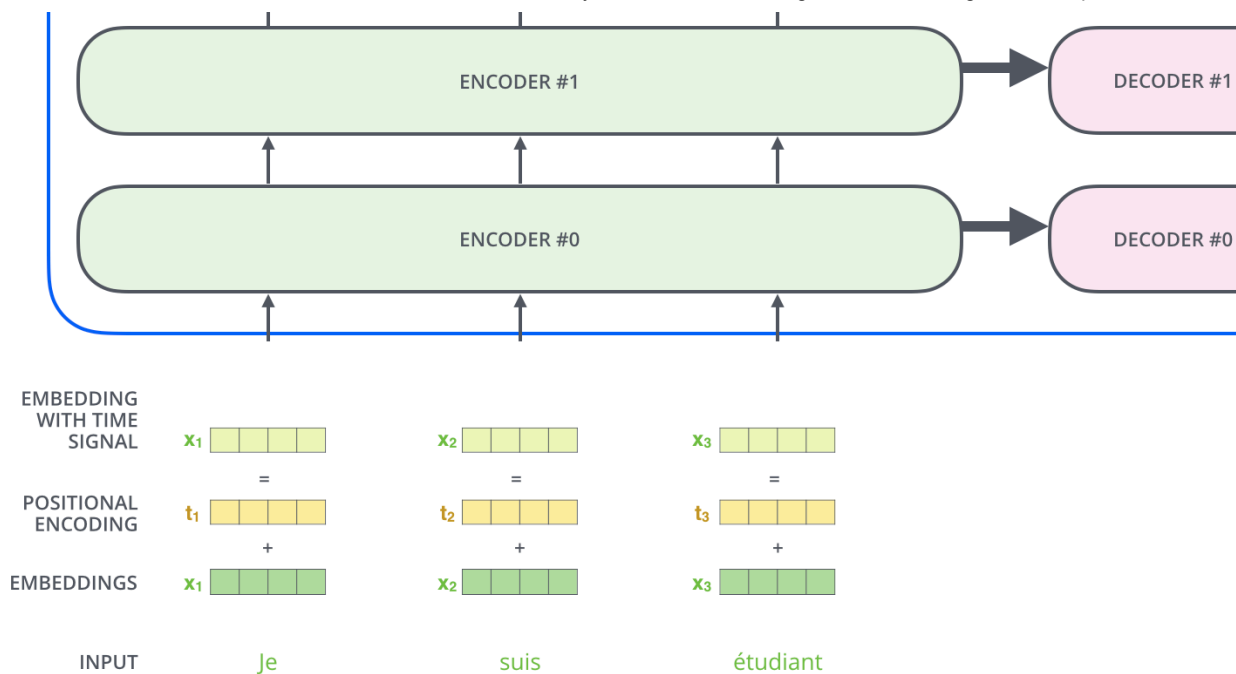 ENCODER #1
DECODER #1
ENCODER #0
DECODER #0
EMBEDDING
WITH TIME
SIGNAL
x₁
x₂
x₃
=
=
=
POSITIONAL
ENCODING
t₁
t₂
t₃
+
+
+
EMBEDDINGS
x₁
x₂
x₃
INPUT
Je
suis
étudiant